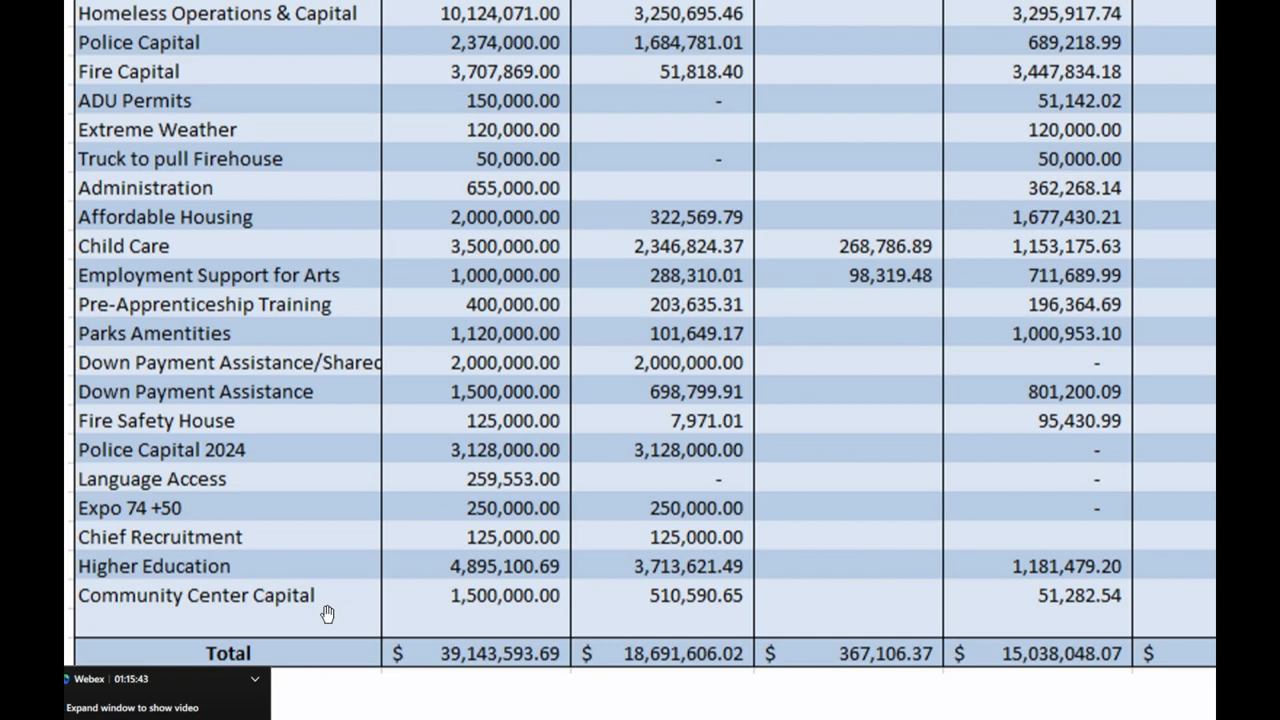 Homeless Operations & Capital 10,124,071.00 3,250,695.46 3,295,917.74
Police Capital 2,374,000.00 1,684,781.01 689,218.99
Fire Capital 3,707,869.00 51,818.40 3,447,834.18
ADU Permits 150,000.00 - 51,142.02
Extreme Weather 120,000.00 120,000.00
Truck to pull Firehouse 50,000.00 - 50,000.00
Administration 655,000.00 362,268.14
Affordable Housing 2,000,000.00 322,569.79 1,677,430.21
Child Care 3,500,000.00 2,346,824.37 268,786.89 1,153,175.63
Employment Support for Arts 1,000,000.00 288,310.01 98,319.48 711,689.99
Pre-Apprenticeship Training 400,000.00 203,635.31 196,364.69
Parks Amentities 1,120,000.00 101,649.17 1,000,953.10
Down Payment Assistance/Shared 2,000,000.00 2,000,000.00 -
Down Payment Assistance 1,500,000.00 698,799.91 801,200.09
Fire Safety House 125,000.00 7,971.01 95,430.99
Police Capital 2024 3,128,000.00 3,128,000.00 -
Language Access 259,553.00 - -
Expo 74 +50 250,000.00 250,000.00 -
Chief Recruitment 125,000.00 125,000.00
Higher Education 4,895,100.69 3,713,621.49 1,181,479.20
Community Center Capital 1,500,000.00 510,590.65 51,282.54
Total $ 39,143,593.69 $ 18,691,606.02 $ 367,106.37 $ 15,038,048.07 $
Webex 01:15:43
Expand window to show video